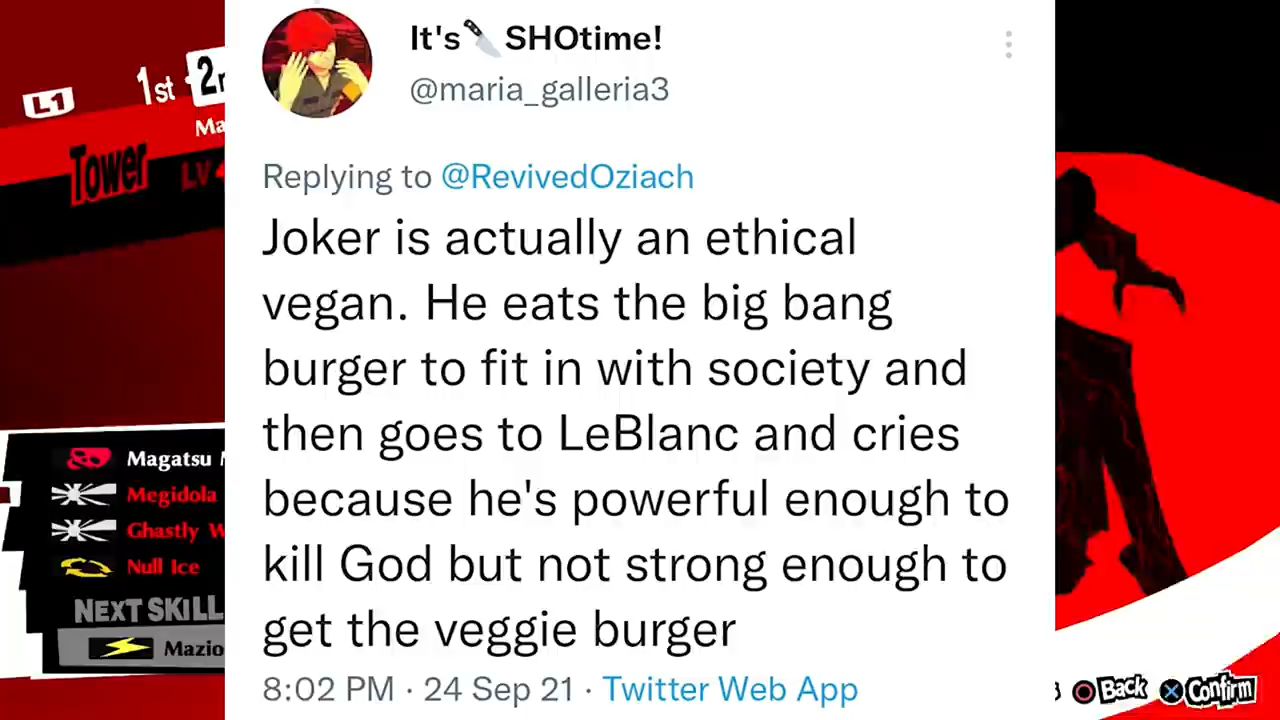 It's🔪SHOtime!
@maria_galleria3
Replying to @RevivedOziach
Joker is actually an ethical
vegan. He eats the big bang
burger to fit in with society and
then goes to LeBlanc and cries
because he's powerful enough to
kill God but not strong enough to
get the veggie burger
8:02 PM · 24 Sep 21 · Twitter Web App
L1
1st
Tower
Magatsu
Megidola
Ghastly
Null Ice
NEXT SKILL
Mazio
Back
Confirm